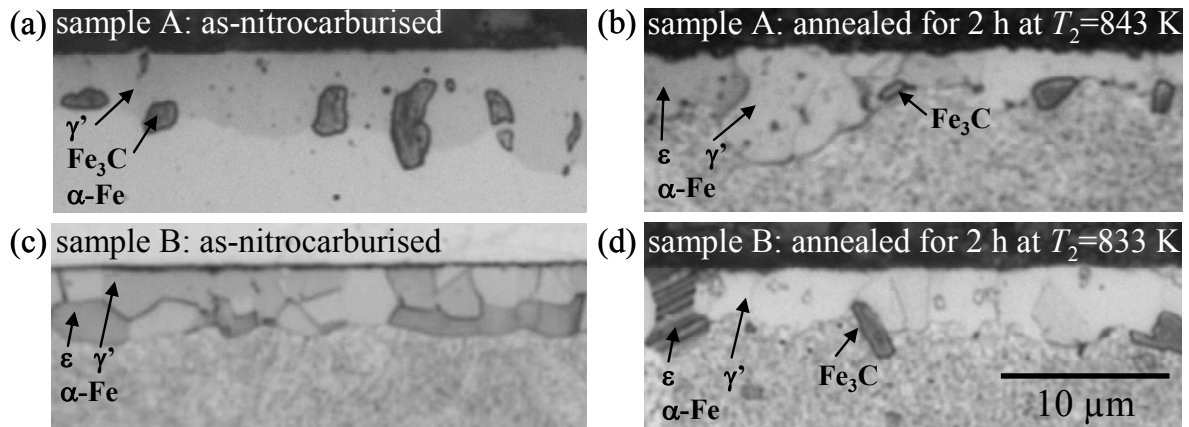 (a) sample A: as-nitrocarburised
γ'
Fe₃C
α-Fe
(b) sample A: annealed for 2 h at T₂=843 K
Fe₃C
ε γ'
α-Fe
(c) sample B: as-nitrocarburised
ε γ'
α-Fe
(d) sample B: annealed for 2 h at T₂=833 K
ε γ' Fe₃C
α-Fe
10 µm